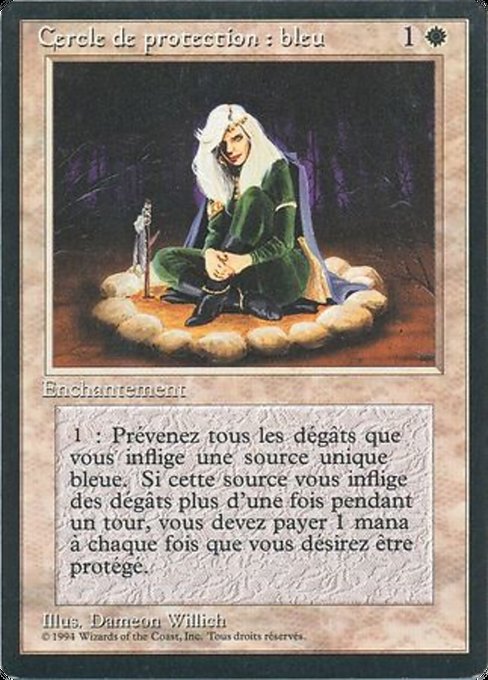 Cercle de protection : bleu 1
Enchantement
1 : Prévenez tous les dégâts que
vous inflige une source unique
bleue. Si cette source vous inflige
des dégâts plus d'une fois pendant
un tour, vous devez payer 1 mana
à chaque fois que vous désirez être
protégé.
Illus. Dameon Willich
© 1994 Wizards of the Coast, Inc. Tous droits réservés.